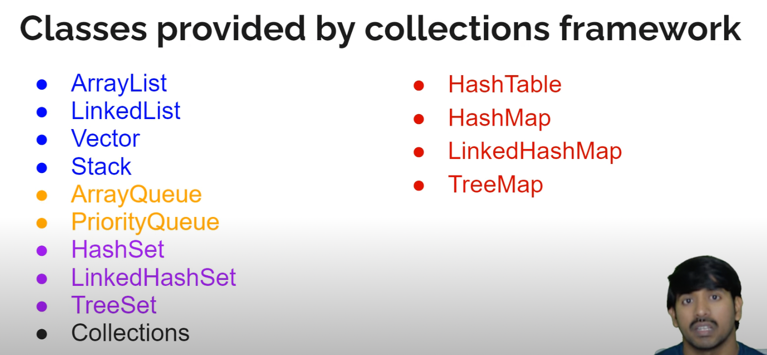 Classes provided by collections framework
ArrayList
LinkedList
Vector
Stack
ArrayQueue
PriorityQueue
HashSet
LinkedHashSet
TreeSet
Collections
HashTable
HashMap
LinkedHashMap
TreeMap